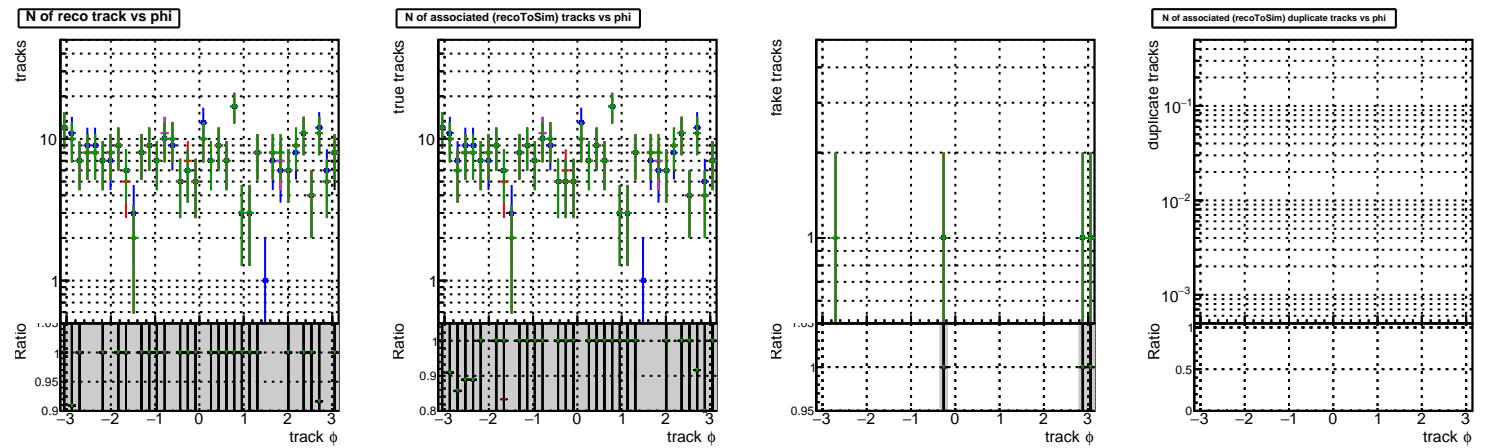 N of reco track vs phi
tracks
10
1
Ratio
1.05
1
0.95
0.9
−3 −2 −1 0 1 2 3
track ϕ
N of associated (recoToSim) tracks vs phi
true tracks
10
1
Ratio
1
0.9
0.8
−3 −2 −1 0 1 2 3
track ϕ
fake tracks
1
Ratio
1.05
1
0.95
−3 −2 −1 0 1 2 3
track ϕ
N of associated (recoToSim) duplicate tracks vs phi
duplicate tracks
10−1
10−2
10−3
Ratio
1
0.5
0
−3 −2 −1 0 1 2 3
track ϕ